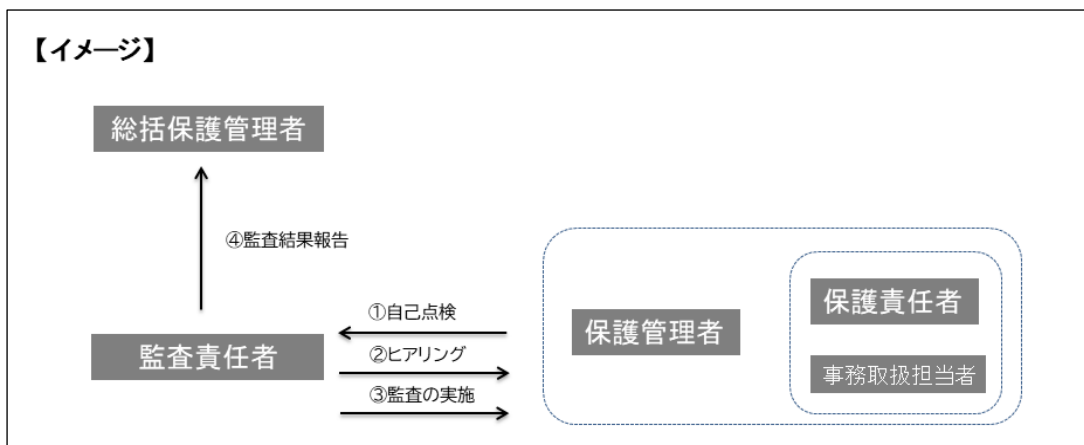 【イメージ】
総括保護管理者
④監査結果報告
①自己点検
②ヒアリング
③監査の実施
監査責任者
保護管理者
保護責任者
事務取扱担当者